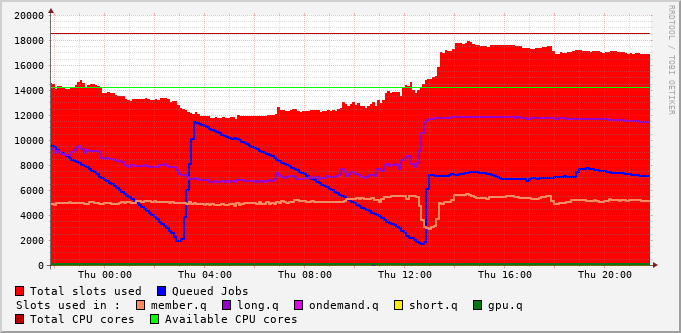 20000
18000
16000
14000
12000
10000
8000
6000
4000
2000
0
Thu 00:00 Thu 04:00 Thu 08:00 Thu 12:00 Thu 16:00 Thu 20:00
Total slots used Queued Jobs
Slots used in : member.q long.q ondemand.q short.q gpu.q
Total CPU cores Available CPU cores
RRDTOOL / TOBI OETIKER